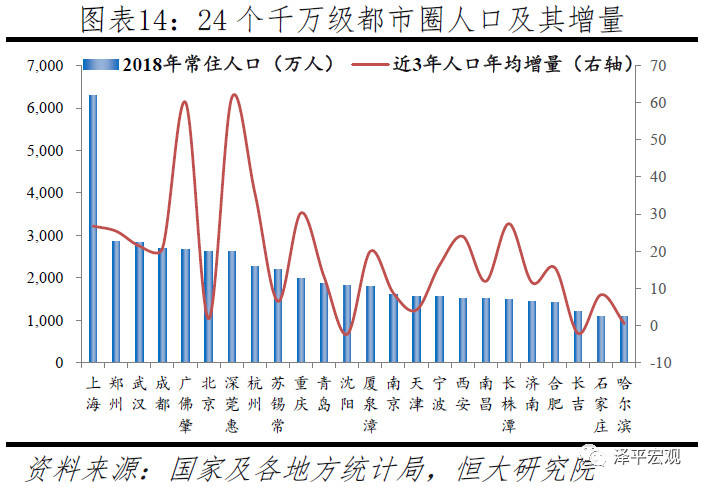 图表14：24个千万级都市圈人口及其增量
2018年常住人口（万人） 近3年人口年均增量（右轴）
7,000
6,000
5,000
4,000
3,000
2,000
1,000
0
70
60
50
40
30
20
10
0
-10
上海
郑州
武汉
成都
广佛肇
北京
深莞惠
杭州
苏锡常
重庆
青岛
沈阳
厦泉漳
南京
天津
宁波
西安
南昌
长株潭
济南
合肥
长吉
石家庄
哈尔滨
泽平宏观
资料来源：国家及各地方统计局，恒大研究院